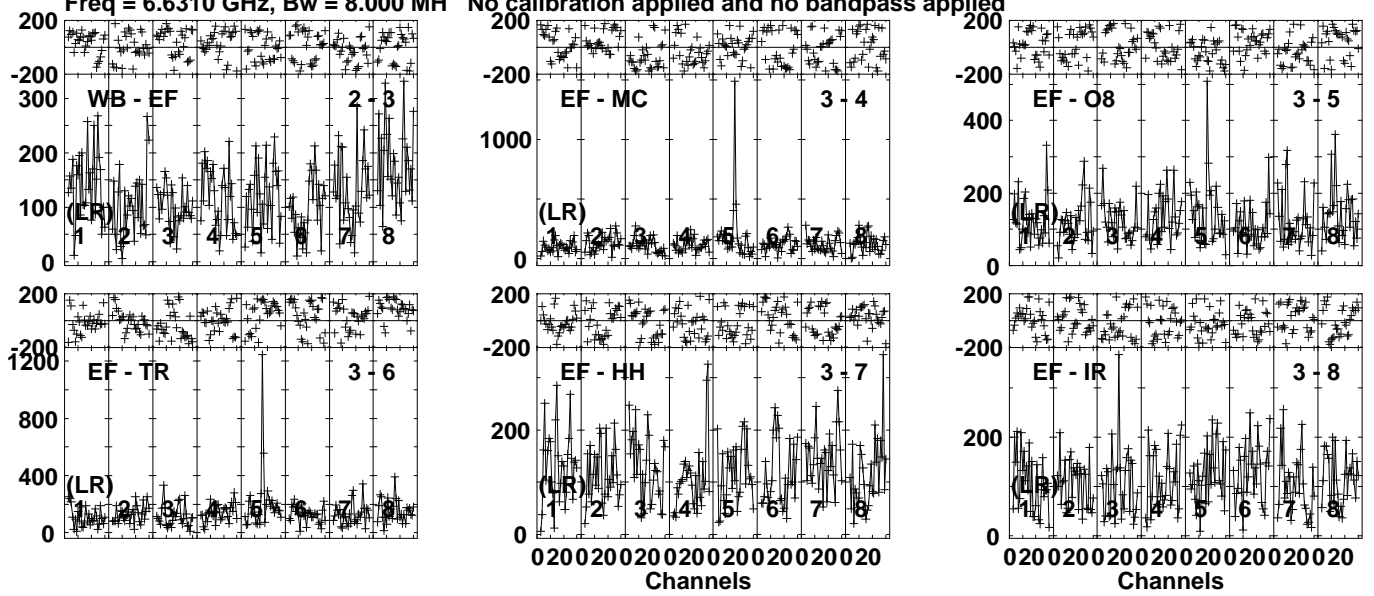 Freq = 6.6310 GHz, Bw = 8.000 MH No calibration applied and no bandpass applied
200
-200
WB - EF 2 - 3
300
200
100
0
(LR)
1 2 3 4 5 6 7 8
200
-200
EF - MC 3 - 4
1000
0
(LR)
1 2 3 4 5 6 7 8
200
-200
EF - O8 3 - 5
400
200
0
(LR)
1 2 3 4 5 6 7 8
200
-200
1200
EF - TR 3 - 6
800
400
0
(LR)
1 2 3 4 5 6 7 8
200
-200
EF - HH 3 - 7
200
0
(LR)
1 2 3 4 5 6 7 8
0 20 0 20 0 20 0 20 0 20 0 20 0 20 0 20
Channels
200
-200
EF - IR 3 - 8
200
0
(LR)
1 2 3 4 5 6 7 8
0 20 0 20 0 20 0 20 0 20 0 20 0 20 0 20
Channels